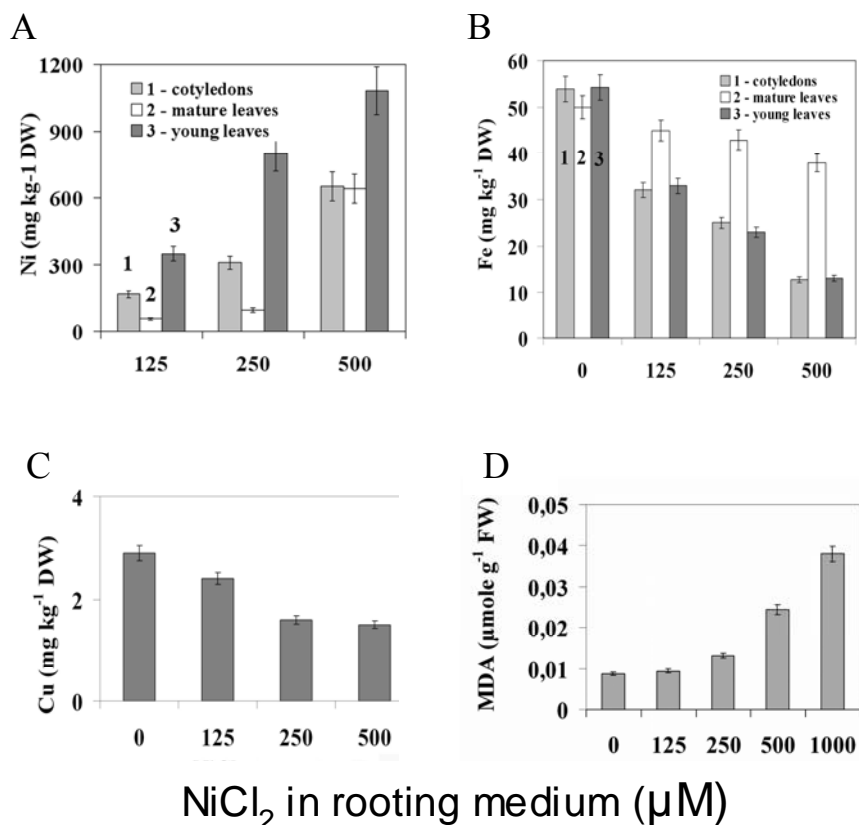 A
Ni (mg kg-1 DW)
1200
900
600
300
0
1 - cotyledons
2 - mature leaves
3 - young leaves
1
2
3
125 250 500
B
Fe (mg kg⁻¹ DW)
60
50
40
30
20
10
0
1 - cotyledons
2 - mature leaves
3 - young leaves
1 2 3
0 125 250 500
C
Cu (mg kg⁻¹ DW)
4
2
0
0 125 250 500
D
MDA (µmole g⁻¹ FW)
0,05
0,04
0,03
0,02
0,01
0
0 125 250 500 1000
NiCl₂ in rooting medium (µM)